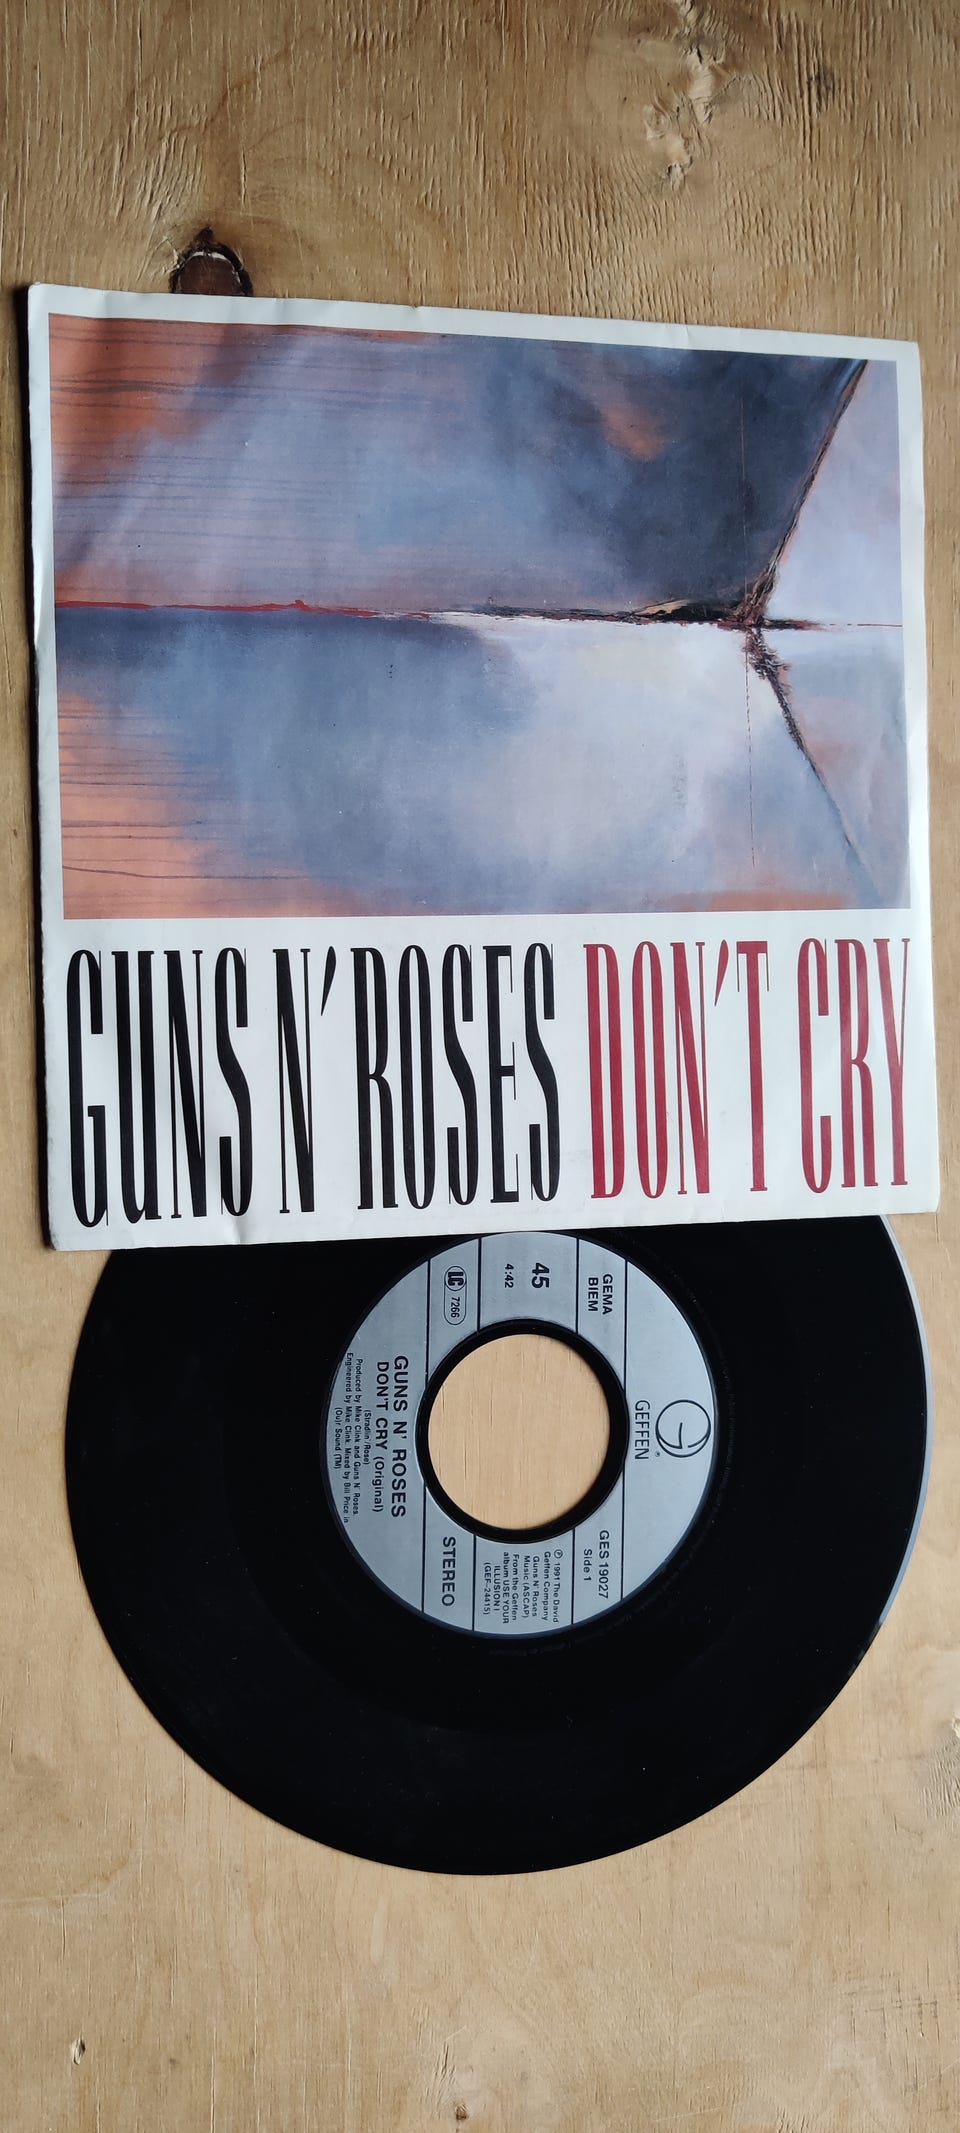 GUNS N' ROSES DON'T CRY
GEFFEN
®
GEMA
BIEM
45
4:42
LC 7266
GES 19027
Side 1
Ⓟ 1991 The David
Geffen Company
Guns N' Roses
Music (ASCAP)
From the Geffen
album USE YOUR
ILLUSION I
(GEF-24415)
STEREO
GUNS N' ROSES
DON'T CRY (Original)
(Stradlin/Rose)
Produced by Mike Clink and Guns N' Roses.
Engineered by Mike Clink. Mixed by Bill Price in
(Ou)r Sound (TM)